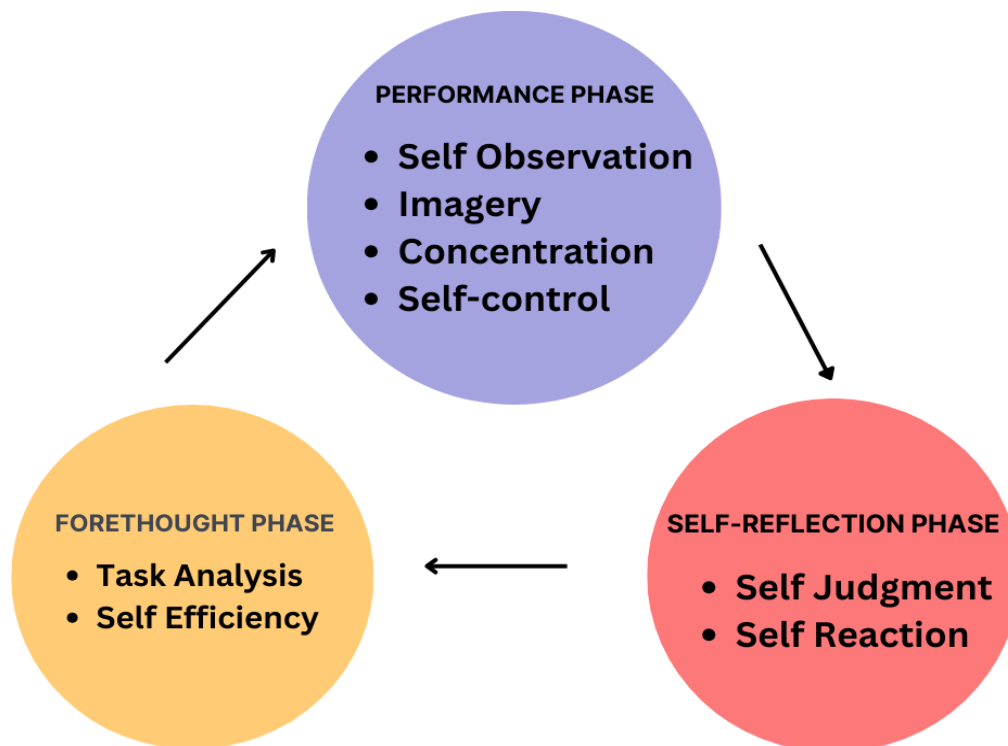 PERFORMANCE PHASE
• Self Observation
• Imagery
• Concentration
• Self-control
FORETHOUGHT PHASE
• Task Analysis
• Self Efficiency
SELF-REFLECTION PHASE
• Self Judgment
• Self Reaction